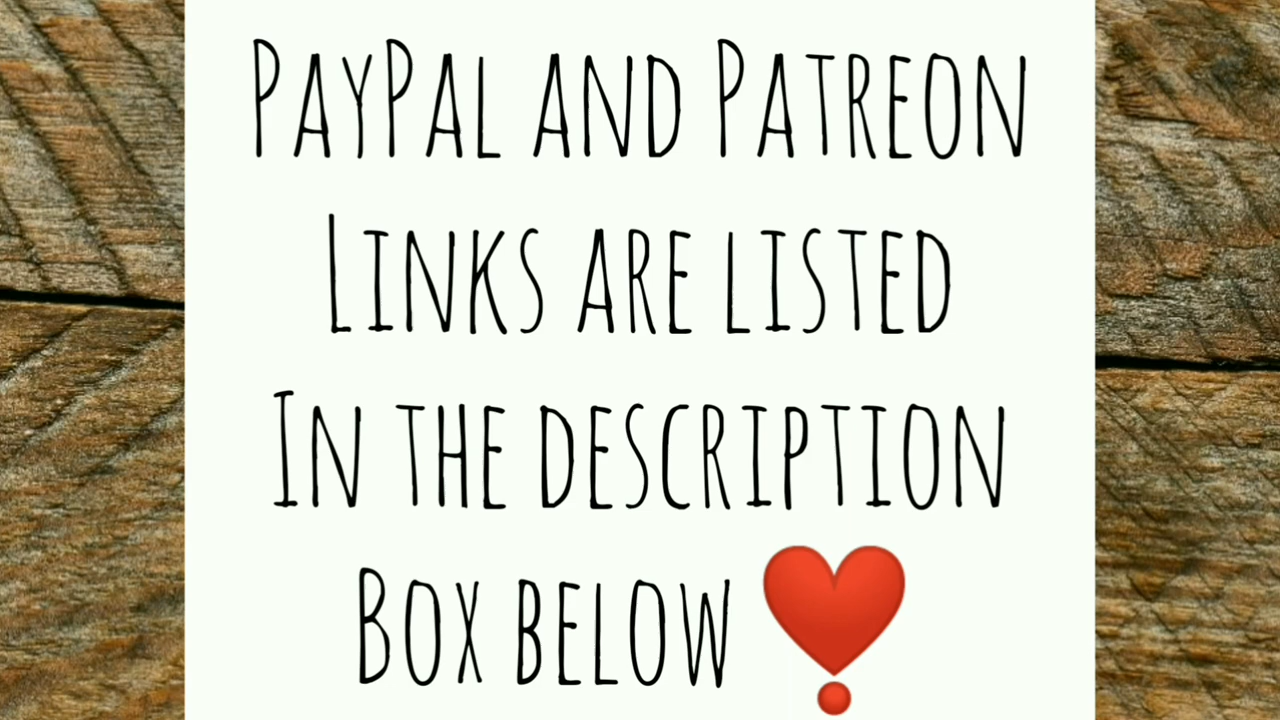 PayPal and Patreon
Links are listed
In the description
Box below ❣️